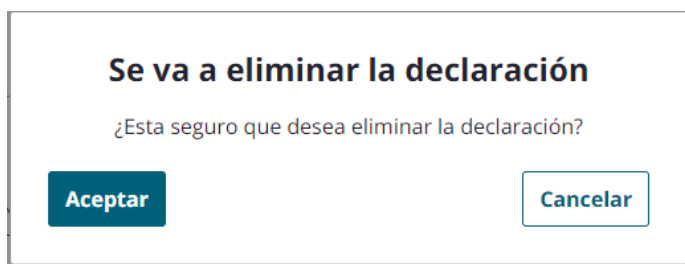 Se va a eliminar la declaración
¿Esta seguro que desea eliminar la declaración?
Aceptar
Cancelar